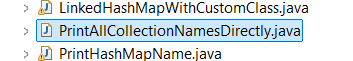 LinkedHashMapWithCustomClass.java
PrintAllCollectionNamesDirectly.java
PrintHashMapName.java